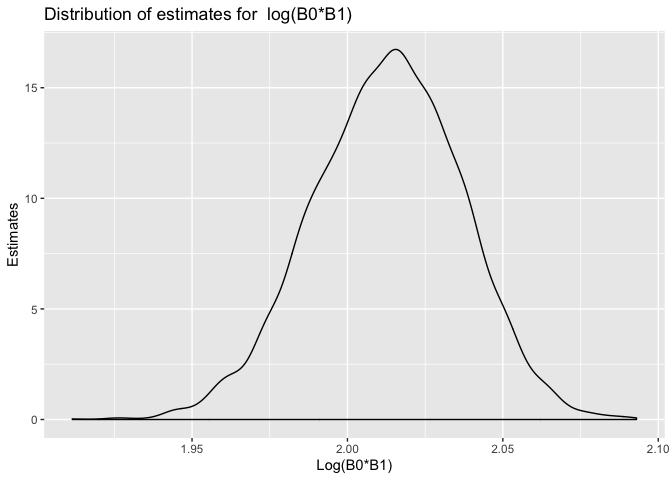 Distribution of estimates for  log(B0*B1)
15
10
5
0
Estimates
1.95
2.00
2.05
2.10
Log(B0*B1)